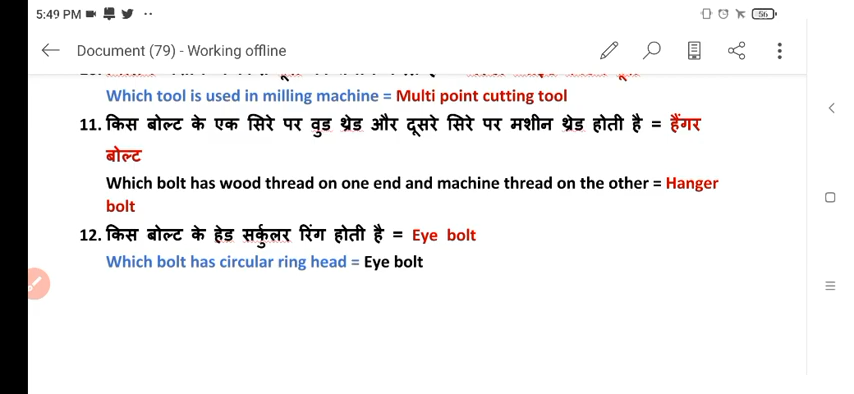 5:49 PM
56
Document (79) - Working offline
Which tool is used in milling machine = Multi point cutting tool
11. किस बोल्ट के एक सिरे पर वुड थ्रेड और दूसरे सिरे पर मशीन थ्रेड होती है = हैंगर
बोल्ट
Which bolt has wood thread on one end and machine thread on the other = Hanger
bolt
12. किस बोल्ट के हेड सर्कुलर रिंग होती है = Eye bolt
Which bolt has circular ring head = Eye bolt